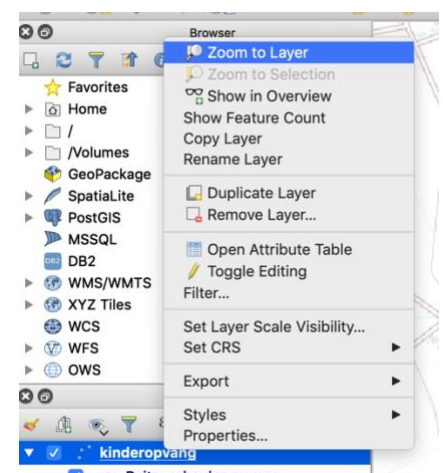 Browser
Zoom to Layer
Zoom to Selection
Show in Overview
Show Feature Count
Copy Layer
Rename Layer
Duplicate Layer
Remove Layer...
Open Attribute Table
Toggle Editing
Filter...
Set Layer Scale Visibility...
Set CRS
Export
Styles
Properties...
Favorites
Home
/
/Volumes
GeoPackage
SpatiaLite
PostGIS
MSSQL
DB2 DB2
WMS/WMTS
XYZ Tiles
WCS
WFS
OWS
kinderopvang